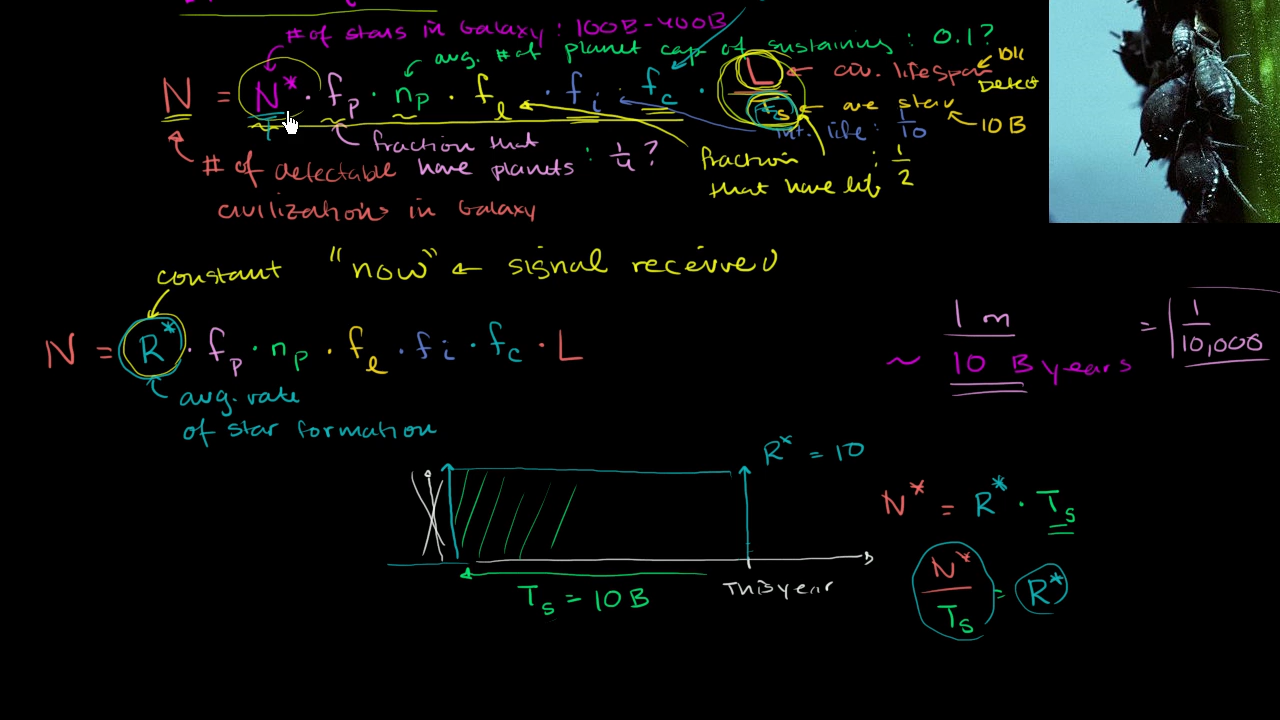 # of stars in Galaxy : 100B - 400B
avg. # of planet cap of sustaining : 0.1?
N = N* · fp · np · fe · fi · fc · L / Ts
civ. lifespan
10k
Detect
ave star
10 B
int. life : 1/10
fraction that
have planets : 1/4 ?
fraction
that have life : 1/2
# of detectable
civilizations in Galaxy
constant "now" ← signal received
N = R* · fp · np · fe · fi · fc · L
avg. rate
of star formation
~ 1 m / 10 B years = 1/10,000
R* = 10
N* = R* · Ts
This year
Ts = 10 B
N* / Ts = R*